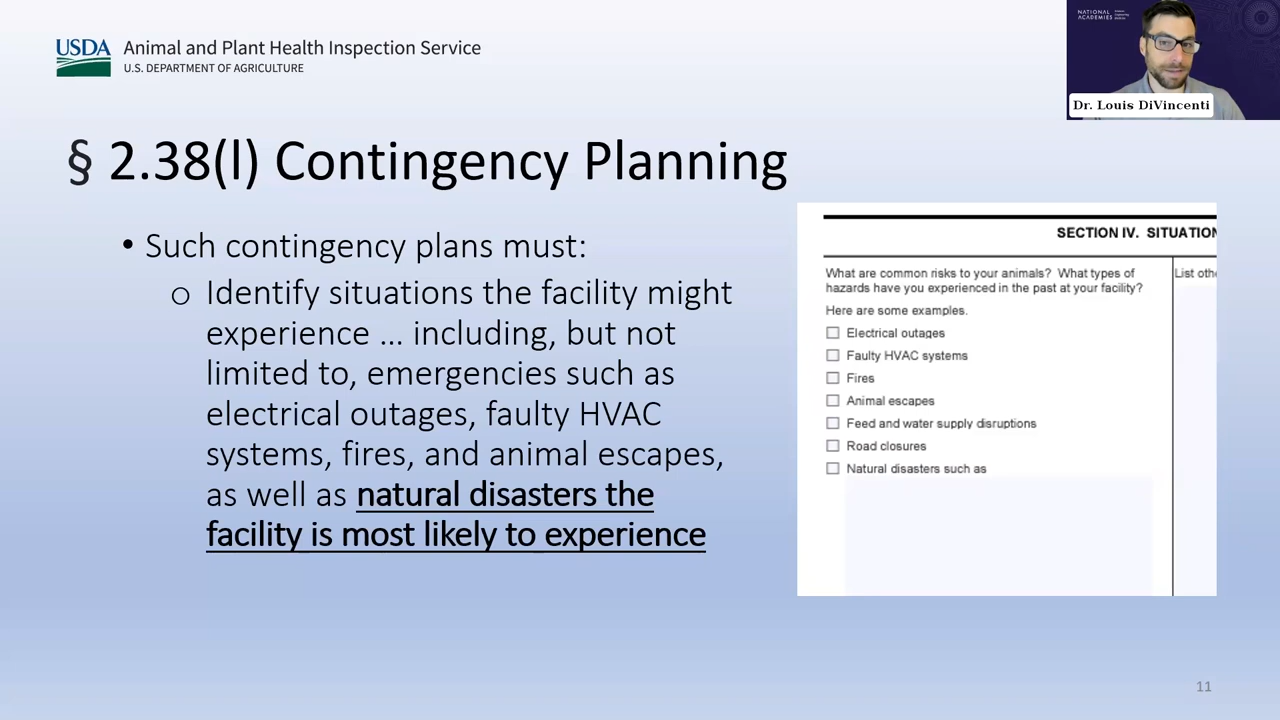 USDA Animal and Plant Health Inspection Service
U.S. DEPARTMENT OF AGRICULTURE
NATIONAL
ACADEMIES
Dr. Louis DiVincenti
§ 2.38(l) Contingency Planning
• Such contingency plans must:
o Identify situations the facility might
experience ... including, but not
limited to, emergencies such as
electrical outages, faulty HVAC
systems, fires, and animal escapes,
as well as natural disasters the
facility is most likely to experience
SECTION IV. SITUATION
What are common risks to your animals? What types of
hazards have you experienced in the past at your facility?
Here are some examples.
Electrical outages
Faulty HVAC systems
Fires
Animal escapes
Feed and water supply disruptions
Road closures
Natural disasters such as
List
11